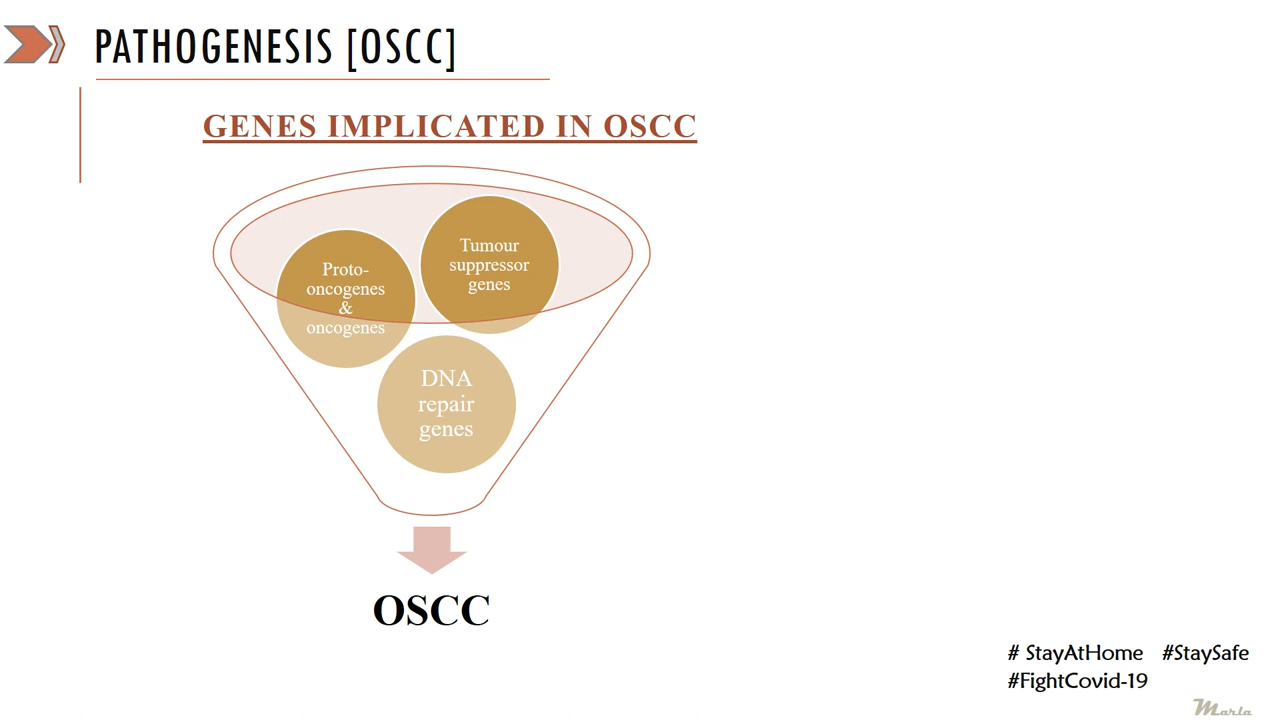 PATHOGENESIS [OSCC]
GENES IMPLICATED IN OSCC
Proto-
oncogenes
&
oncogenes
Tumour
suppressor
genes
DNA
repair
genes
OSCC
# StayAtHome #StaySafe
#FightCovid-19
Marla